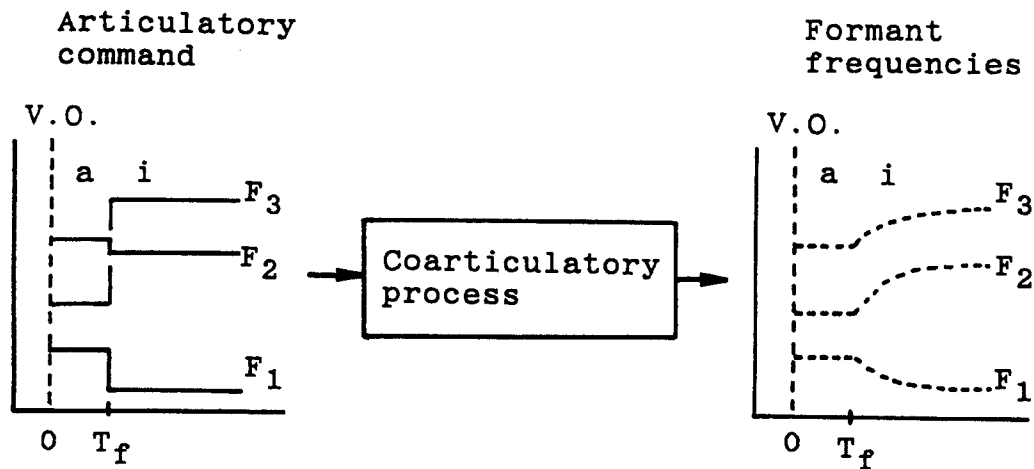 Articulatory
command
V.O.
a i
F3
F2
F1
0 Tf
Coarticulatory
process
Formant
frequencies
V.O.
a i
F3
F2
F1
0 Tf